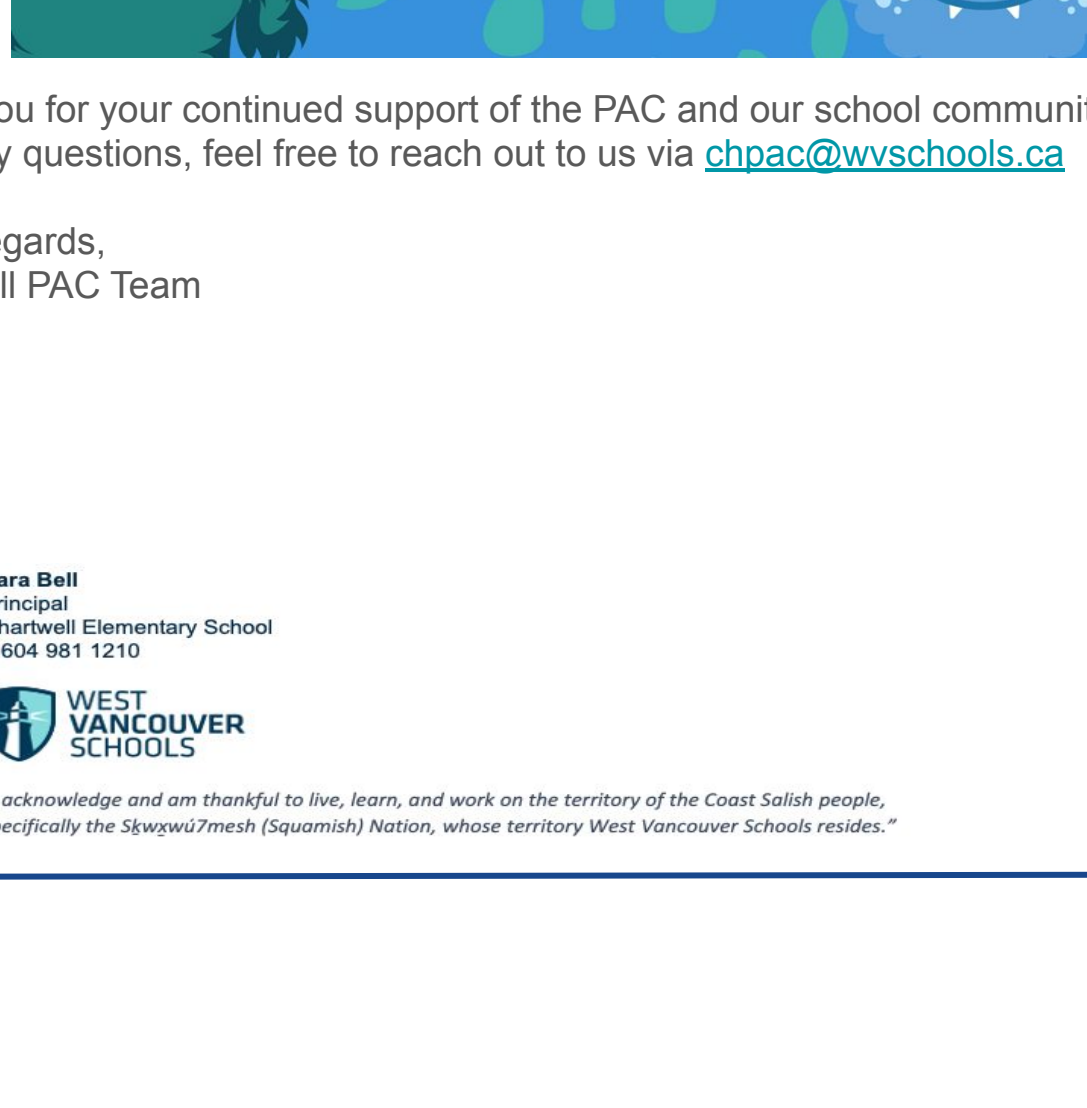 ou for your continued support of the PAC and our school communit
y questions, feel free to reach out to us via chpac@wvschools.ca
egards,
ll PAC Team
ara Bell
rincipal
hartwell Elementary School
604 981 1210
WEST
VANCOUVER
SCHOOLS
acknowledge and am thankful to live, learn, and work on the territory of the Coast Salish people,
pecifically the Sḵwx̱wú7mesh (Squamish) Nation, whose territory West Vancouver Schools resides.”